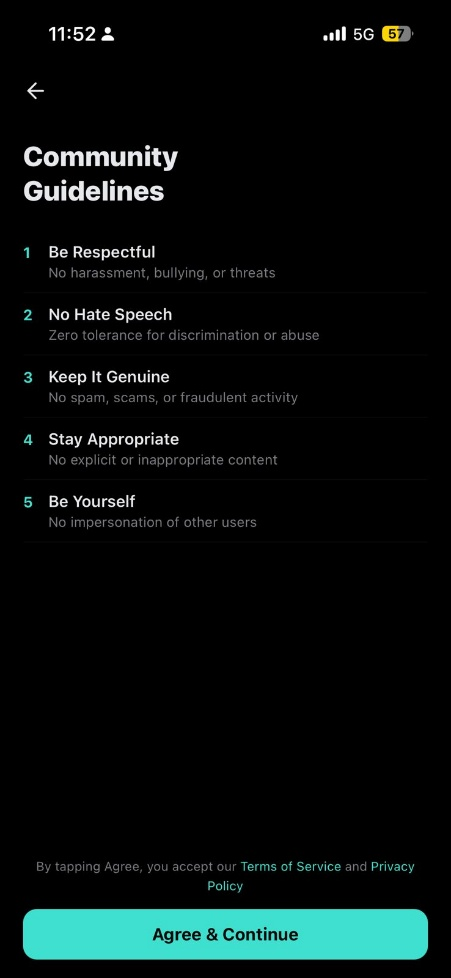 11:52
5G
57
Community
Guidelines
1 Be Respectful
No harassment, bullying, or threats
2 No Hate Speech
Zero tolerance for discrimination or abuse
3 Keep It Genuine
No spam, scams, or fraudulent activity
4 Stay Appropriate
No explicit or inappropriate content
5 Be Yourself
No impersonation of other users
By tapping Agree, you accept our Terms of Service and Privacy
Policy
Agree & Continue